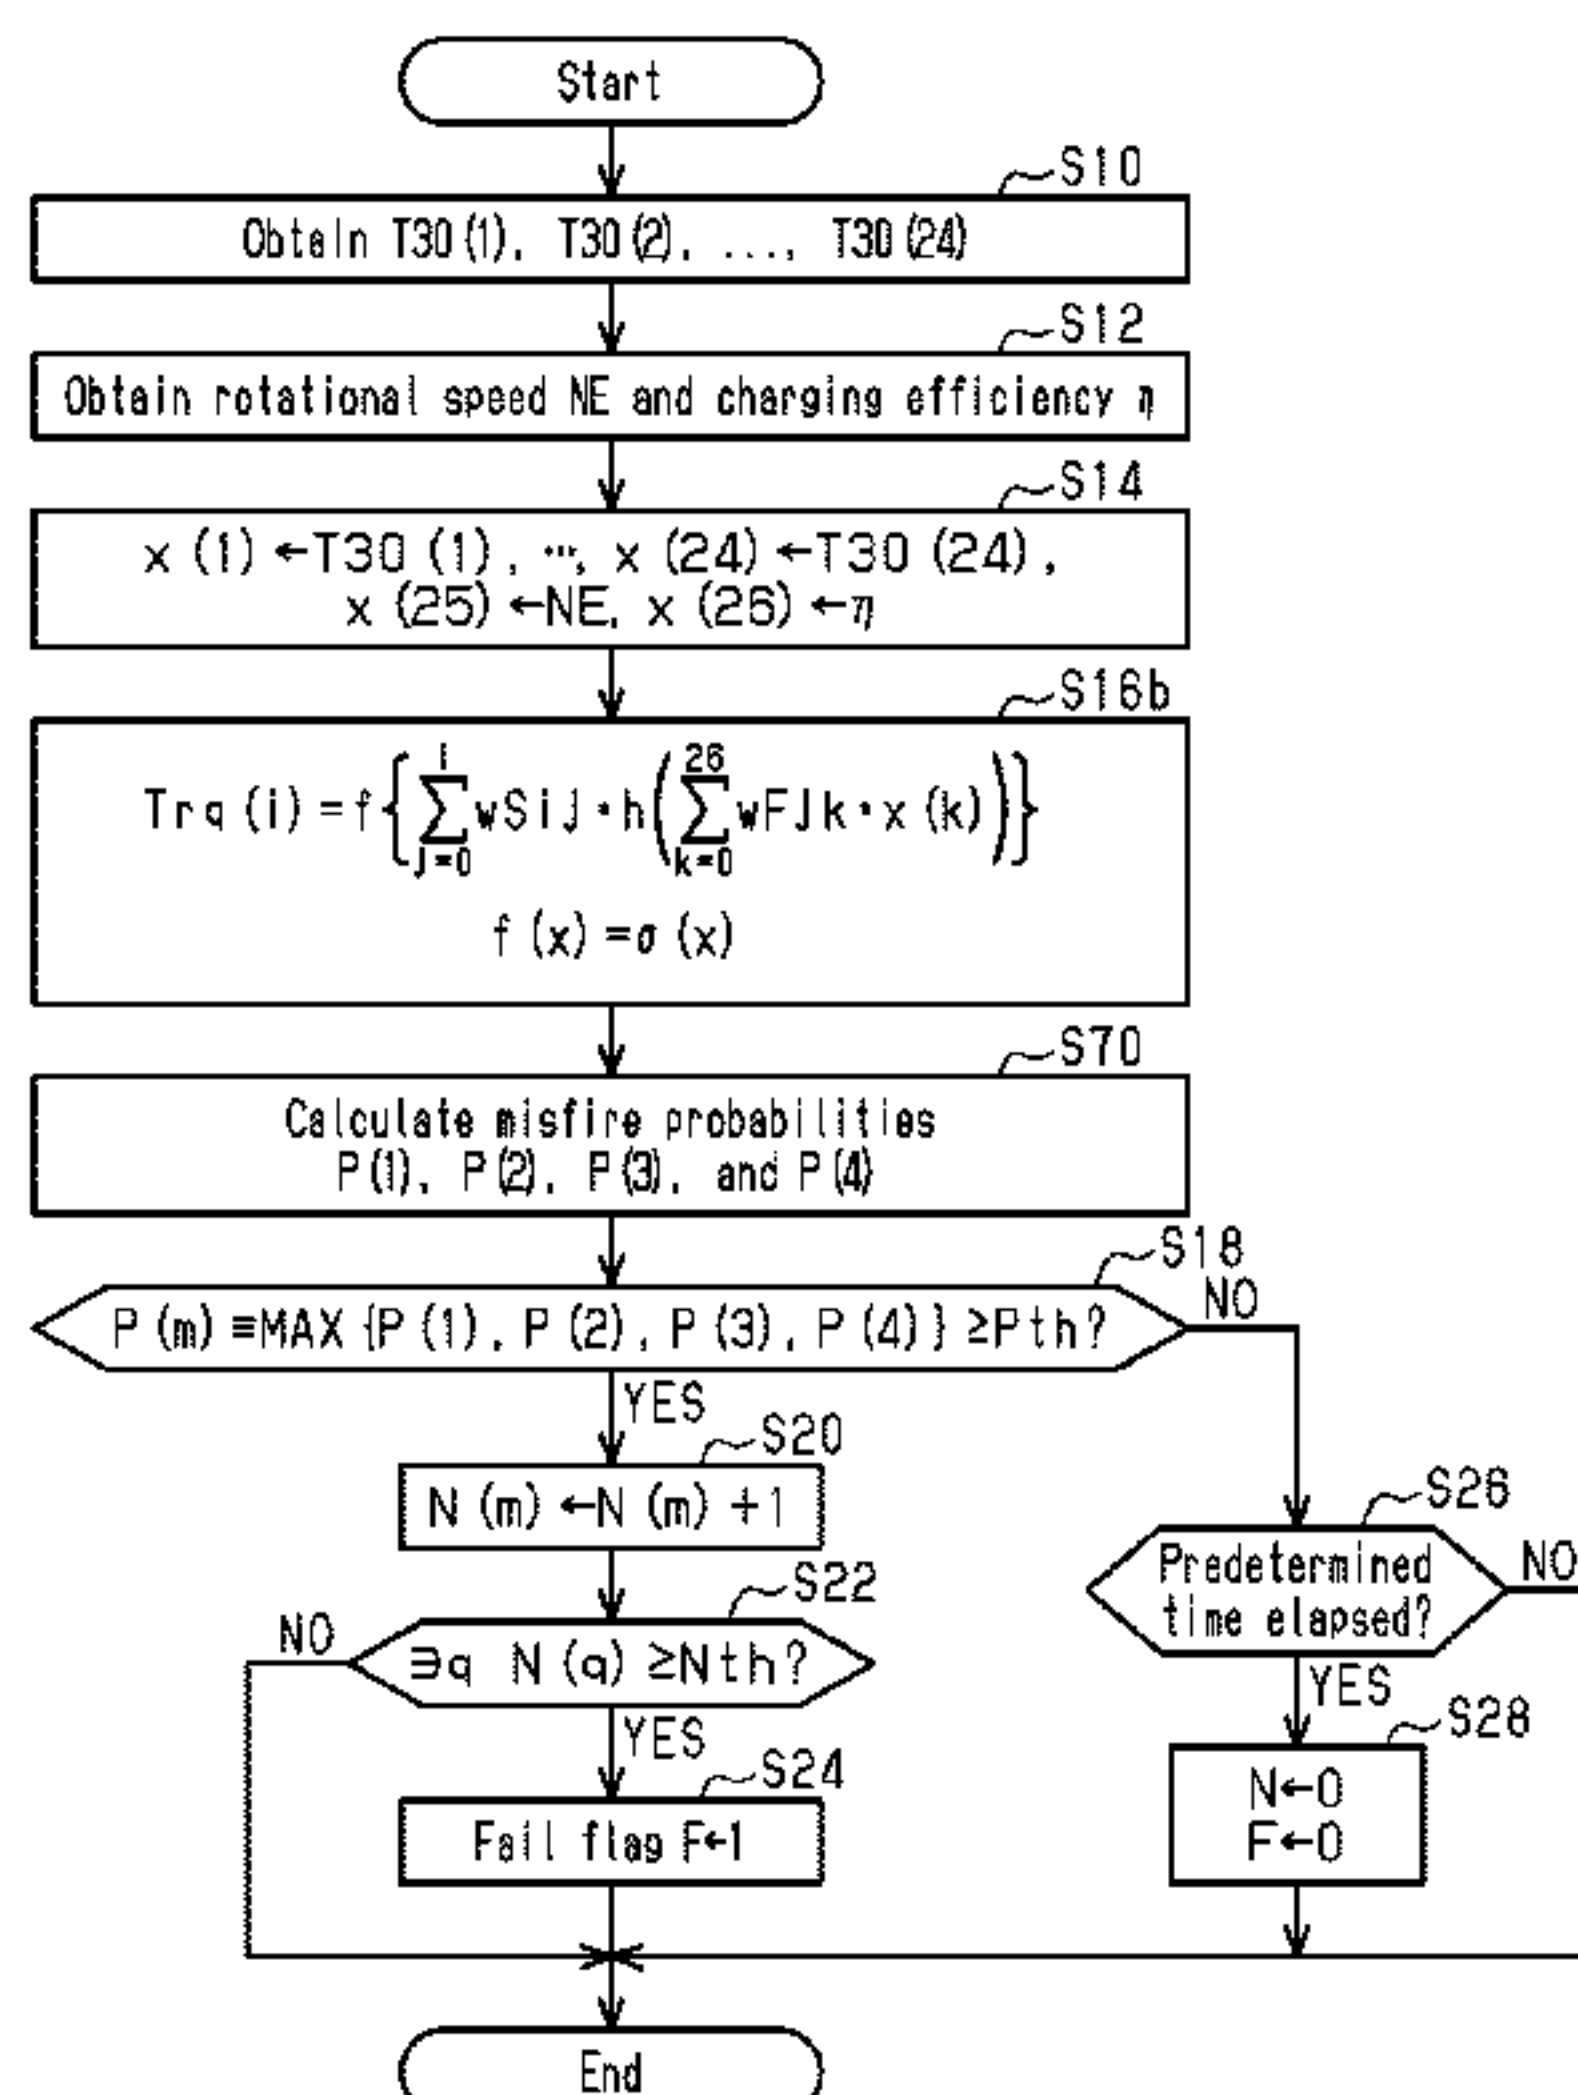 Start
S10
Obtain T30(1), T30(2), ..., T30(24)
S12
Obtain rotational speed NE and charging efficiency η
S14
x(1)←T30(1), …, x(24)←T30(24),
x(25)←NE, x(26)←η
S16b
Trq(i)=f{∑_{j=0}^{i} wSij・h(∑_{k=0}^{26} wFjk・x(k))}
f(x)=σ(x)
S70
Calculate misfire probabilities
P(1), P(2), P(3), and P(4)
S18
P(m)≡MAX{P(1), P(2), P(3), P(4)}≥Pth?
NO
YES
S20
N(m)←N(m)+1
S26
Predetermined
time elapsed?
NO
S22
∃q N(q)≥Nth?
NO
YES
YES
S28
N←0
F←0
S24
Fail flag F←1
End